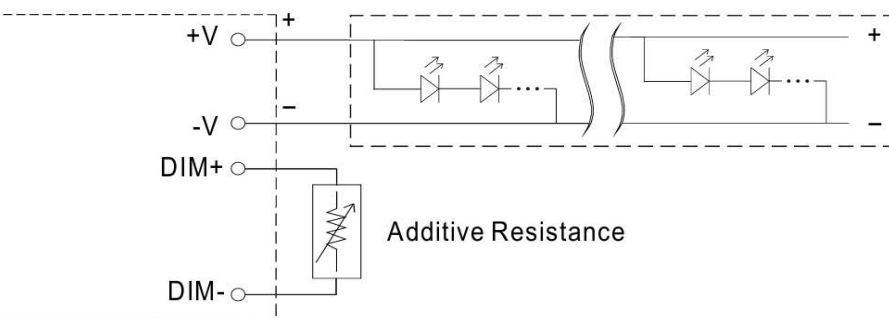 +V
+
+
-V
−
−
DIM+
Additive Resistance
DIM-